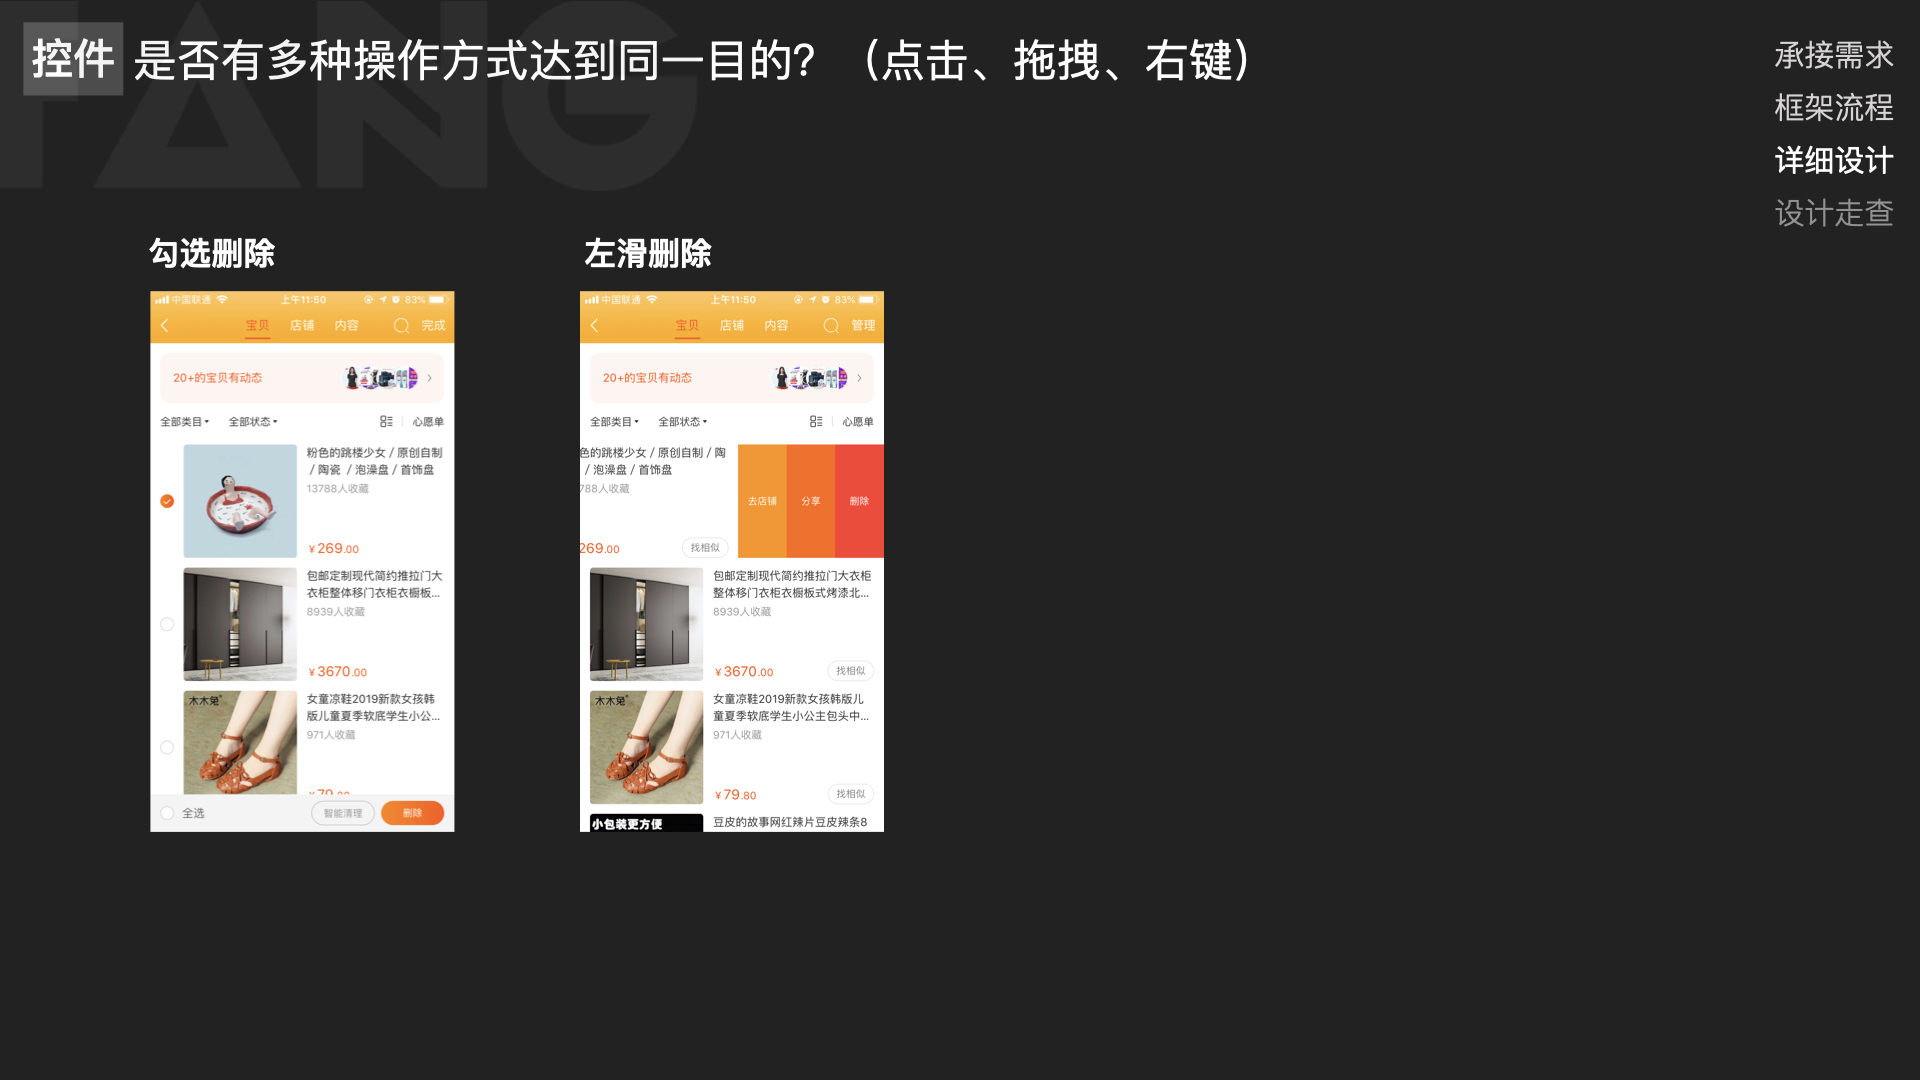 TANG
控件 是否有多种操作方式达到同一目的？（点击、拖拽、右键）
承接需求
框架流程
详细设计
设计走查
勾选删除
中国联通 上午11:50 83%
宝贝 店铺 内容 完成
20+的宝贝有动态
全部类目 全部状态 心愿单
粉色的跳楼少女 / 原创自制
/ 陶瓷 / 泡澡盘 / 首饰盘
13788人收藏
¥269.00
包邮定制现代简约推拉门大
衣柜整体移门衣柜衣橱板...
8939人收藏
¥3670.00
木木兔
女童凉鞋2019新款女孩韩
版儿童夏季软底学生小公...
971人收藏
¥79.80
全选 智能清理 删除
左滑删除
中国联通 上午11:50 83%
宝贝 店铺 内容 管理
20+的宝贝有动态
全部类目 全部状态 心愿单
色的跳楼少女 / 原创自制 / 陶
/ 泡澡盘 / 首饰盘
788人收藏
269.00
找相似
去店铺 分享 删除
包邮定制现代简约推拉门大衣柜
整体移门衣柜衣橱板式烤漆北...
8939人收藏
¥3670.00
找相似
木木兔
女童凉鞋2019新款女孩韩版儿
童夏季软底学生小公主包头中...
971人收藏
¥79.80
找相似
小包装更方便
豆皮的故事网红辣片豆皮辣条8